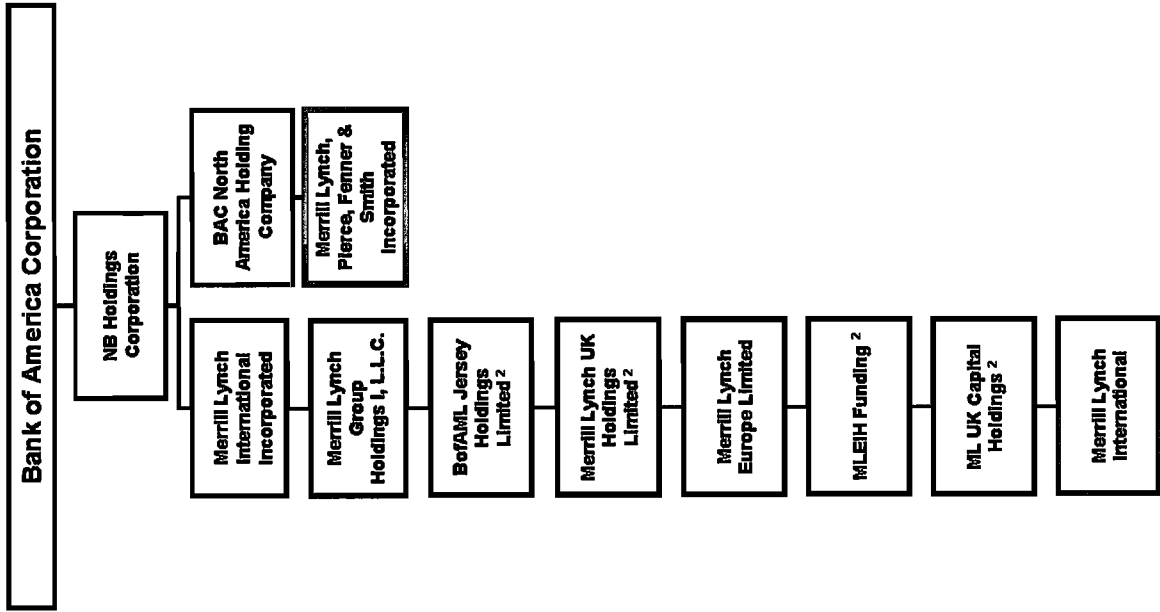 Bank of America Corporation
NB Holdings
Corporation
Merrill Lynch
International
Incorporated
Merrill Lynch
Group
Holdings I, L.L.C.
BofAML Jersey
Holdings
Limited 2
Merrill Lynch UK
Holdings
Limited 2
Merrill Lynch
Europe Limited
MLEIH Funding 2
ML UK Capital
Holdings 2
Merrill Lynch
International
BAC North
America Holding
Company
Merrill Lynch,
Pierce, Fenner &
Smith
Incorporated